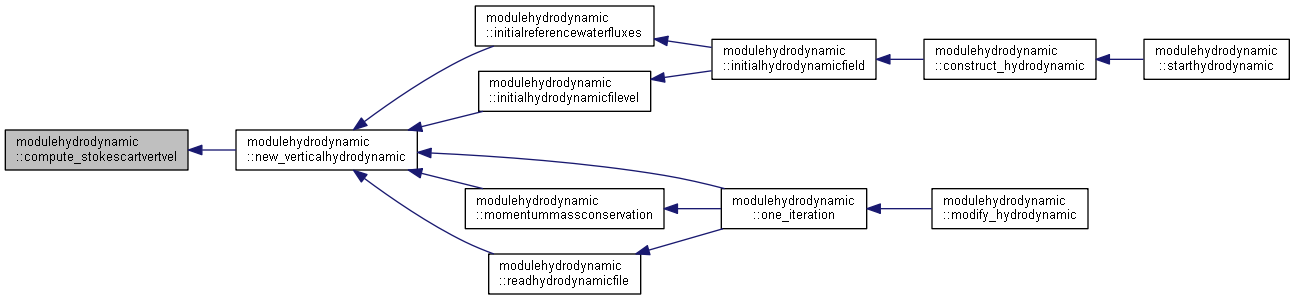 modulehydrodynamic
::compute_stokescartvertvel
modulehydrodynamic
::new_verticalhydrodynamic
modulehydrodynamic
::initialreferencewaterfluxes
modulehydrodynamic
::initialhydrodynamicfilevel
modulehydrodynamic
::initialhydrodynamicfield
modulehydrodynamic
::construct_hydrodynamic
modulehydrodynamic
::starthydrodynamic
modulehydrodynamic
::momentummassconservation
modulehydrodynamic
::one_iteration
modulehydrodynamic
::modify_hydrodynamic
modulehydrodynamic
::readhydrodynamicfile